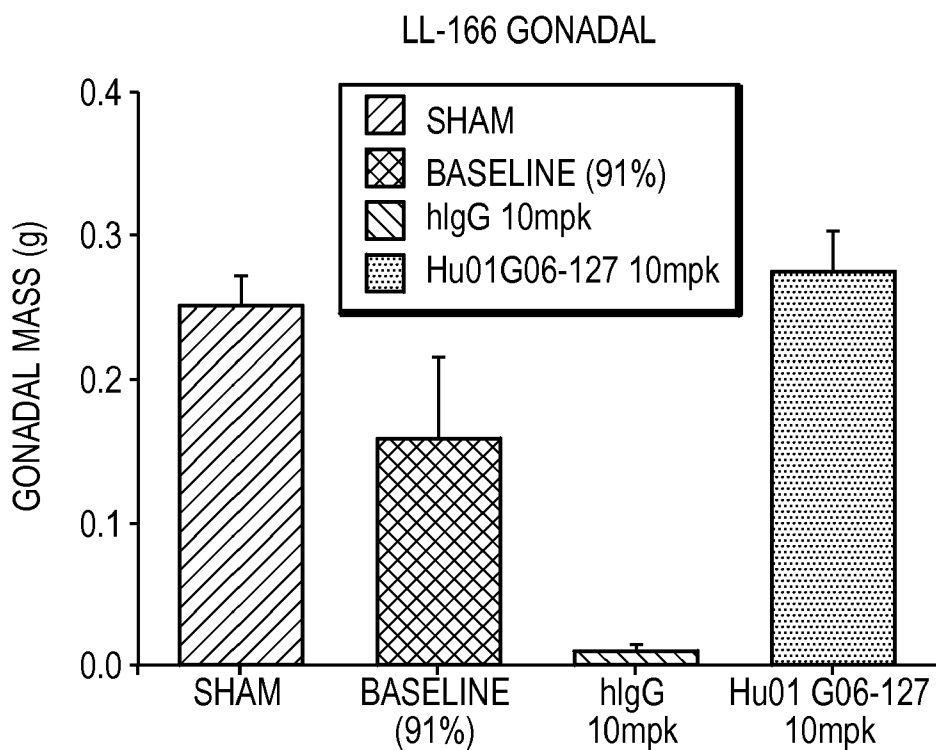 LL-166 GONADAL
GONADAL MASS (g)
0.4
0.3
0.2
0.1
0.0
SHAM
BASELINE (91%)
hIgG 10mpk
Hu01G06-127 10mpk
SHAM
BASELINE
(91%)
hIgG
10mpk
Hu01 G06-127
10mpk